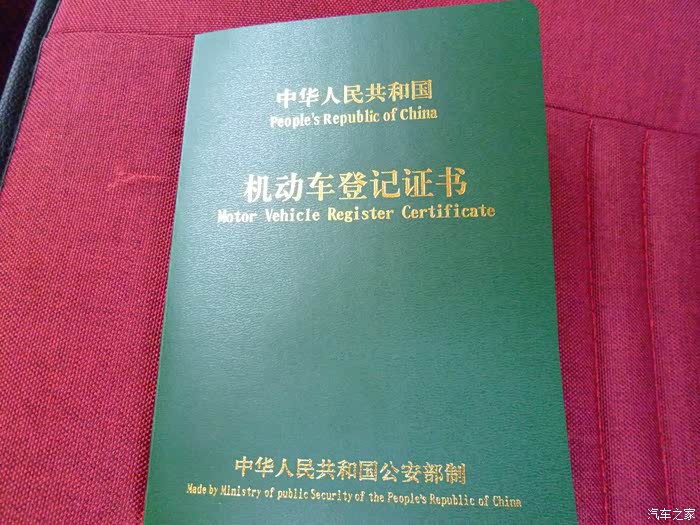 中华人民共和国
People's Republic of China
机动车登记证书
Motor Vehicle Register Certificate
中华人民共和国公安部制
Made by Ministry of public Security of the People's Republic of China
汽车之家